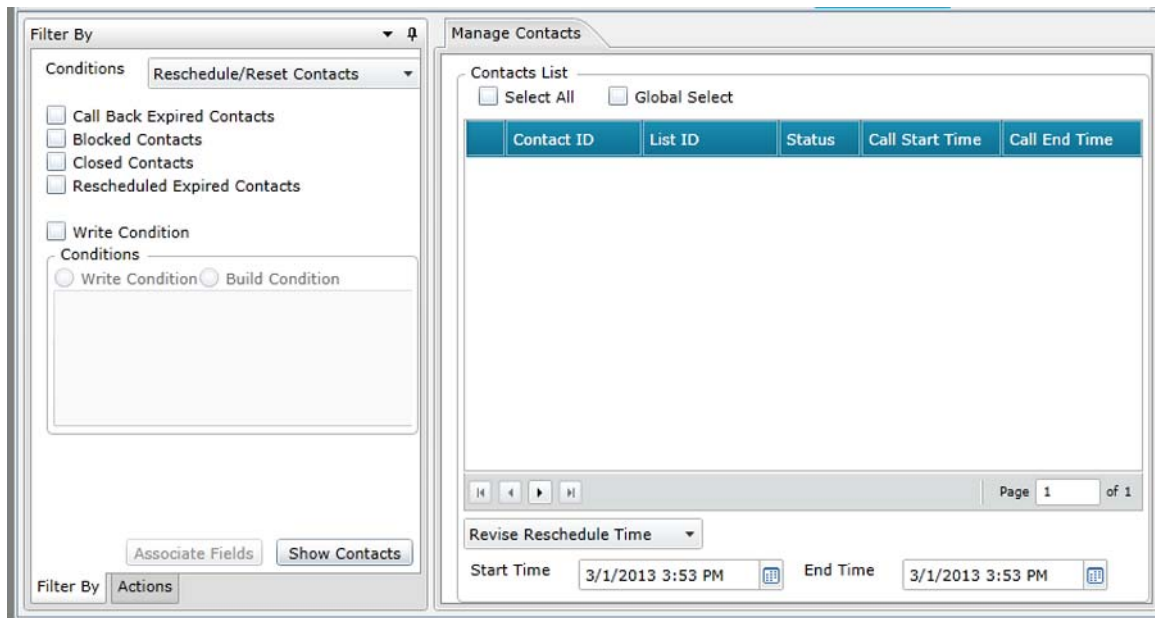 Filter By
Conditions
Reschedule/Reset Contacts
Call Back Expired Contacts
Blocked Contacts
Closed Contacts
Rescheduled Expired Contacts
Write Condition
Conditions
Write Condition Build Condition
Associate Fields Show Contacts
Filter By Actions
Manage Contacts
Contacts List
Select All Global Select
Contact ID List ID Status Call Start Time Call End Time
Page 1 of 1
Revise Reschedule Time
Start Time 3/1/2013 3:53 PM End Time 3/1/2013 3:53 PM